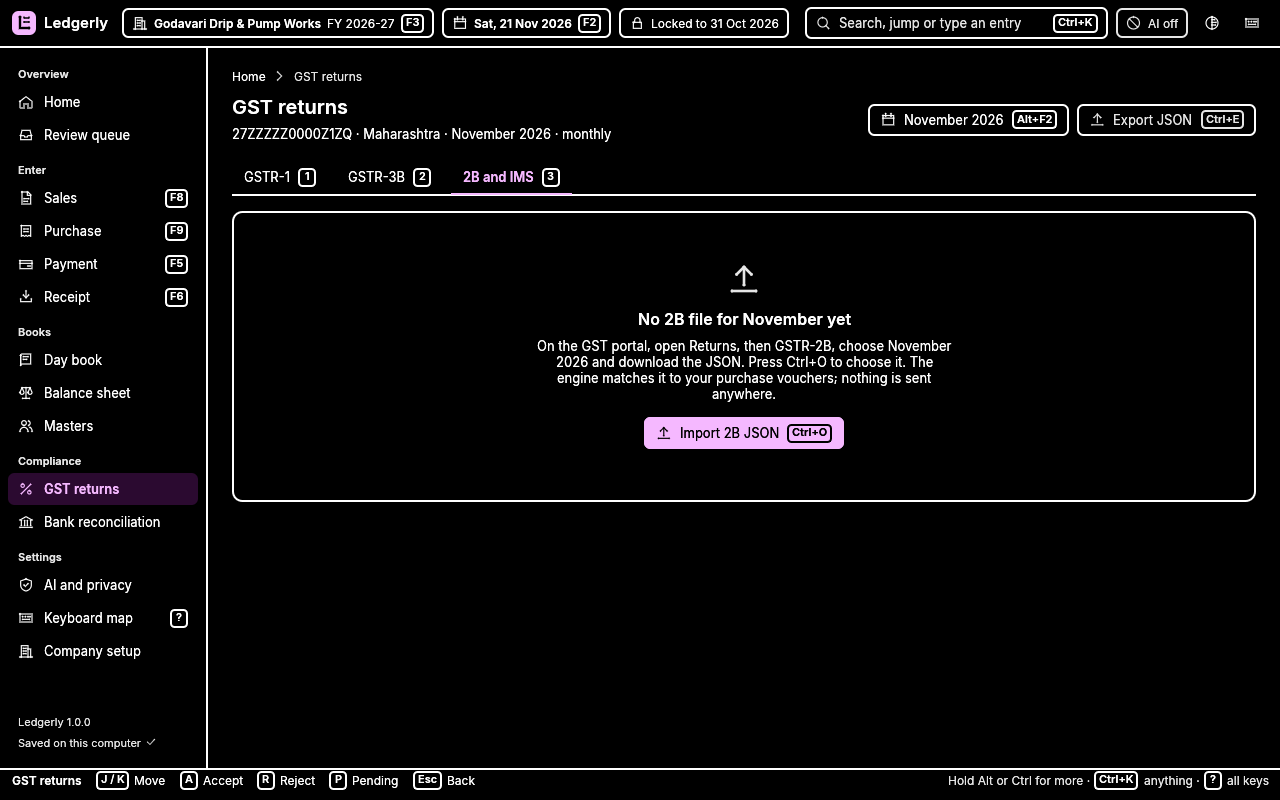 Ledgerly
Godavari Drip & Pump Works FY 2026-27 F3
Sat, 21 Nov 2026 F2
Locked to 31 Oct 2026
Search, jump or type an entry Ctrl+K
AI off
Overview
Home
Review queue
Enter
Sales F8
Purchase F9
Payment F5
Receipt F6
Books
Day book
Balance sheet
Masters
Compliance
GST returns
Bank reconciliation
Settings
AI and privacy
Keyboard map ?
Company setup
Ledgerly 1.0.0
Saved on this computer
Home > GST returns
GST returns
27ZZZZZ0000Z1ZQ · Maharashtra · November 2026 · monthly
November 2026 Alt+F2
Export JSON Ctrl+E
GSTR-1 1
GSTR-3B 2
2B and IMS 3
No 2B file for November yet
On the GST portal, open Returns, then GSTR-2B, choose November
2026 and download the JSON. Press Ctrl+O to choose it. The
engine matches it to your purchase vouchers; nothing is sent
anywhere.
Import 2B JSON Ctrl+O
GST returns J / K Move A Accept R Reject P Pending Esc Back
Hold Alt or Ctrl for more · Ctrl+K anything · ? all keys